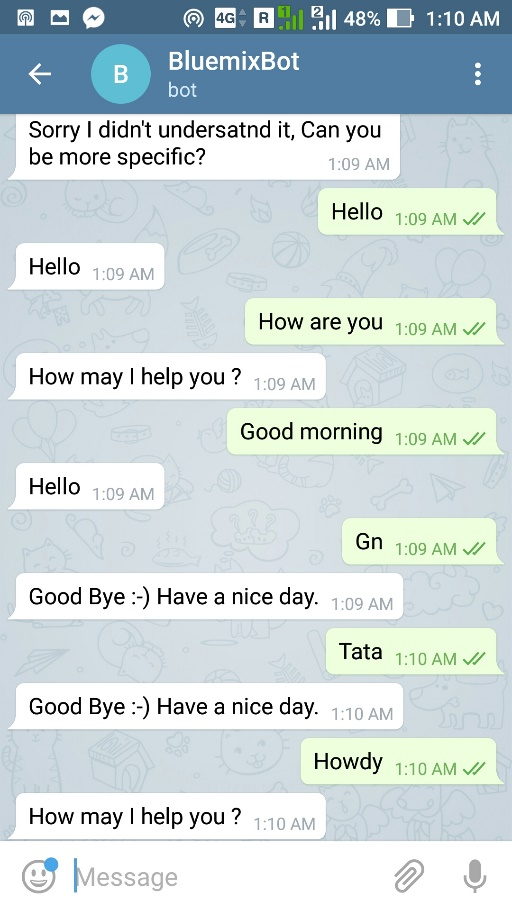 4G R 1 2 48% 1:10 AM
B BluemixBot
bot
Sorry I didn't undersatnd it, Can you
be more specific? 1:09 AM
Hello 1:09 AM
Hello 1:09 AM
How are you 1:09 AM
How may I help you ? 1:09 AM
Good morning 1:09 AM
Hello 1:09 AM
Gn 1:09 AM
Good Bye :-) Have a nice day. 1:09 AM
Tata 1:10 AM
Good Bye :-) Have a nice day. 1:10 AM
Howdy 1:10 AM
How may I help you ? 1:10 AM
Message